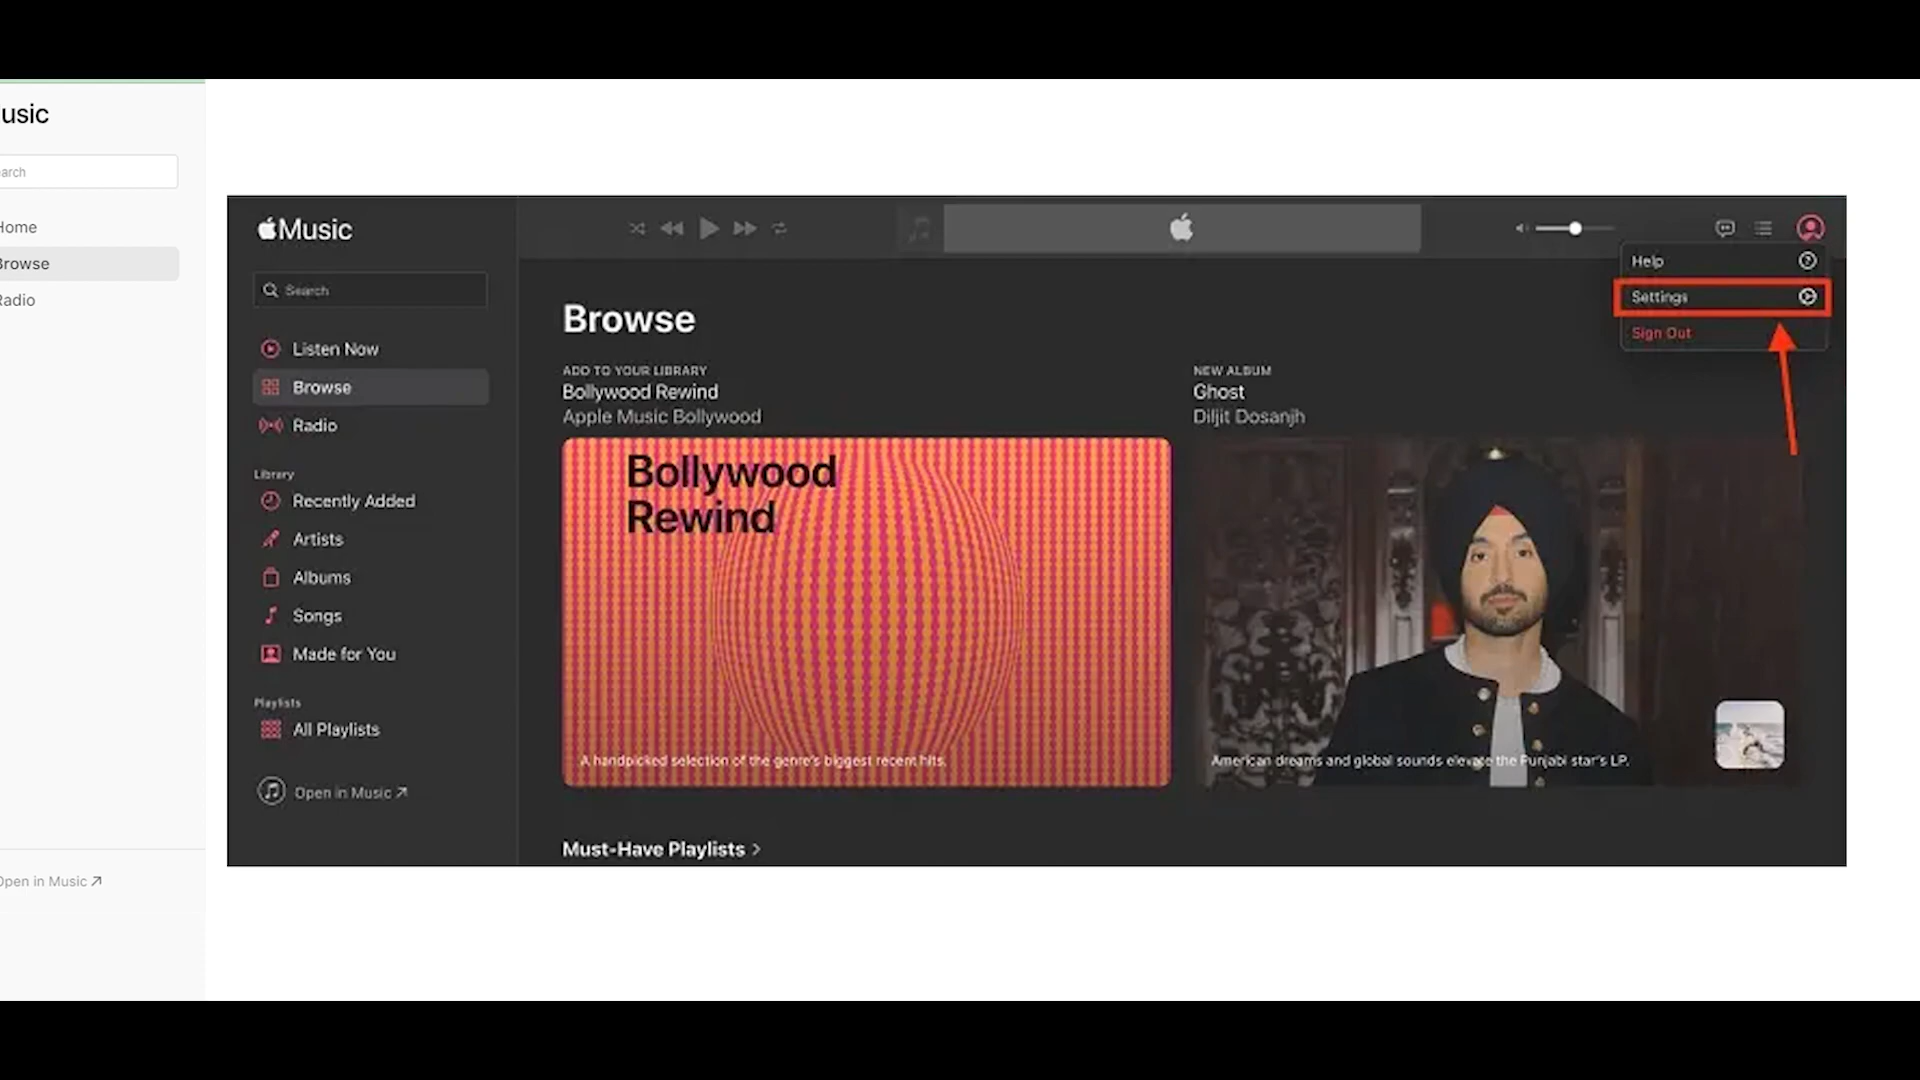 usic
arch
Home
Browse
Radio
Open in Music
Music
Search
Listen Now
Browse
Radio
Library
Recently Added
Artists
Albums
Songs
Made for You
Playlists
All Playlists
Open in Music
Help
Settings
Sign Out
Browse
ADD TO YOUR LIBRARY
Bollywood Rewind
Apple Music Bollywood
Bollywood
Rewind
A handpicked selection of the genre's biggest recent hits.
NEW ALBUM
Ghost
Diljit Dosanjh
American dreams and global sounds elevate the Punjabi star's LP.
Must-Have Playlists